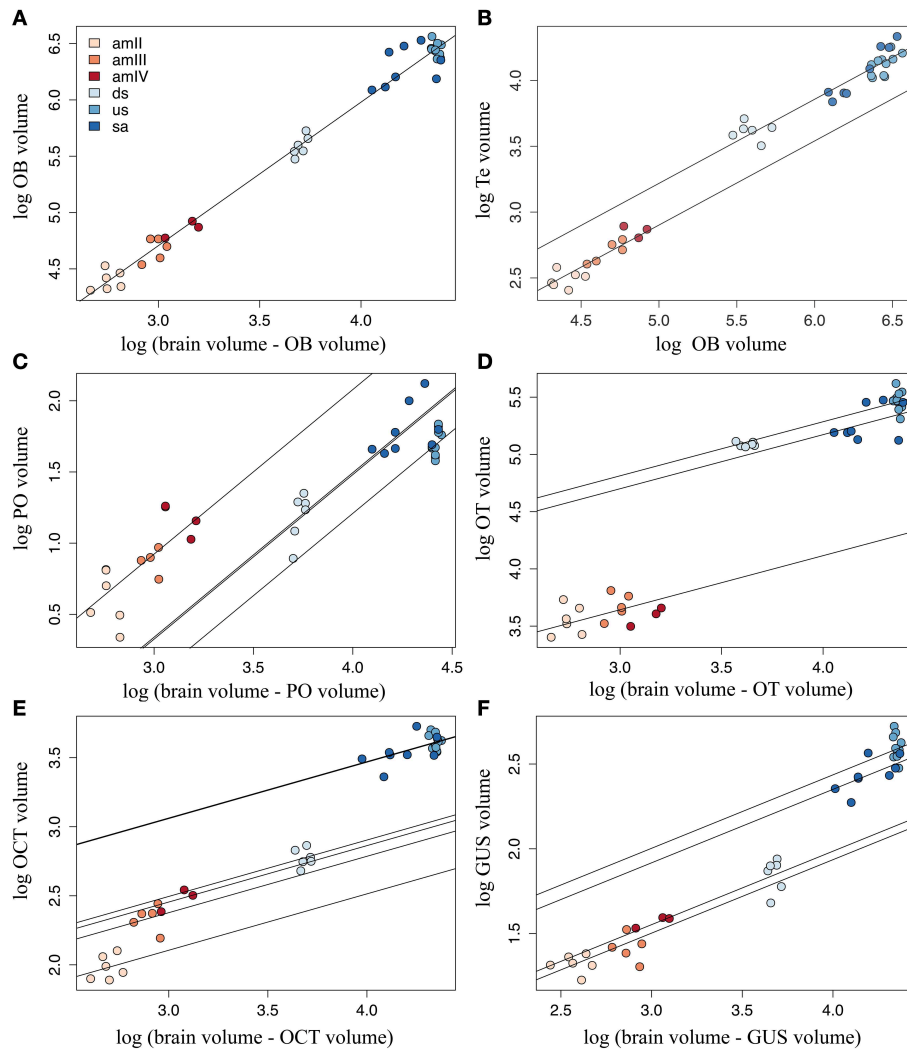 A
amII
amIII
amIV
ds
us
sa
log OB volume
4.5 5.0 5.5 6.0 6.5
3.0 3.5 4.0
log (brain volume - OB volume)
B
log Te volume
2.5 3.0 3.5 4.0
4.5 5.0 5.5 6.0 6.5
log OB volume
C
log PO volume
0.5 1.0 1.5 2.0
3.0 3.5 4.0 4.5
log (brain volume - PO volume)
D
log OT volume
3.5 4.0 4.5 5.0 5.5
3.0 3.5 4.0
log (brain volume - OT volume)
E
log OCT volume
2.0 2.5 3.0 3.5
3.0 3.5 4.0
log (brain volume - OCT volume)
F
log GUS volume
1.5 2.0 2.5
2.5 3.0 3.5 4.0
log (brain volume - GUS volume)